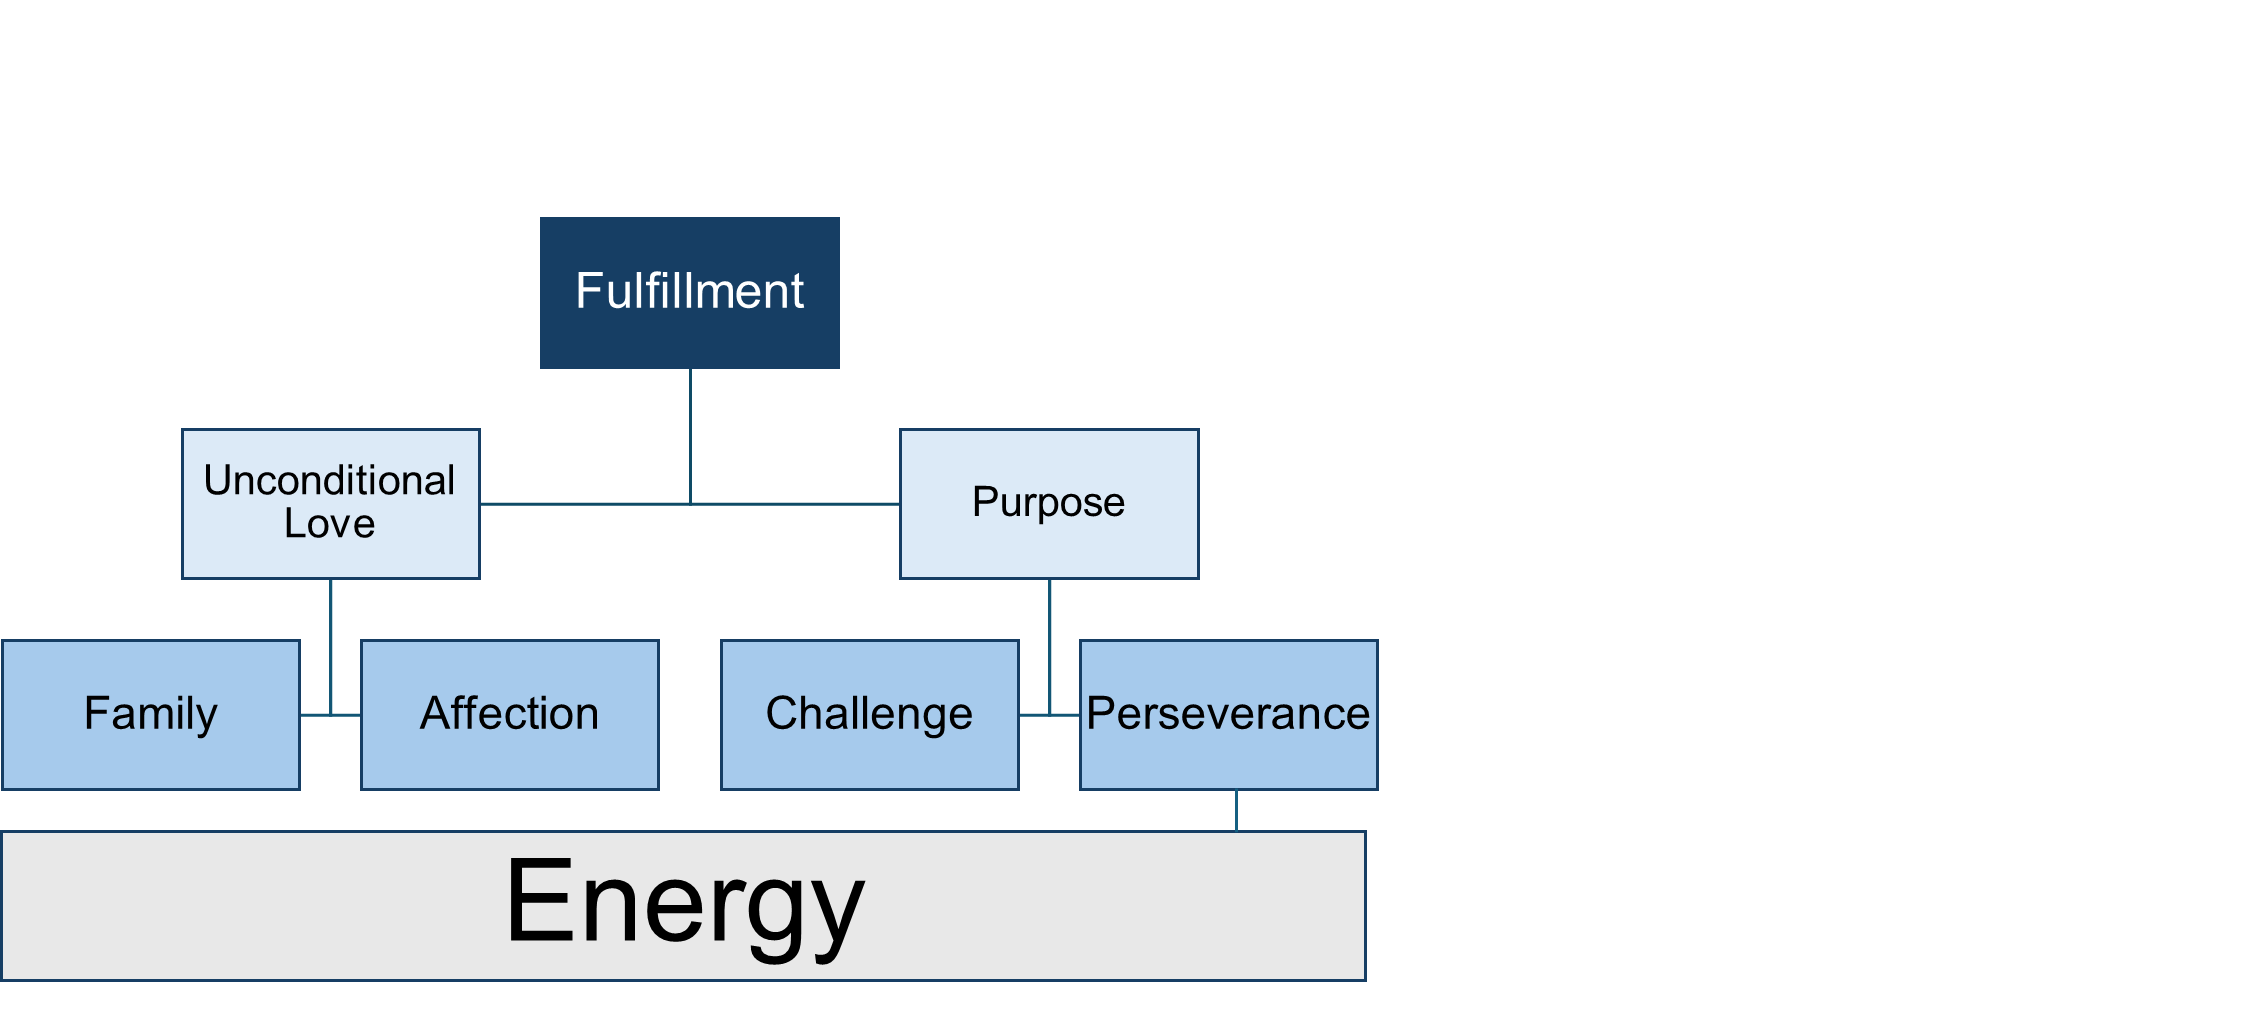 Fulfillment
Unconditional
Love
Purpose
Family
Affection
Challenge
Perseverance
Energy